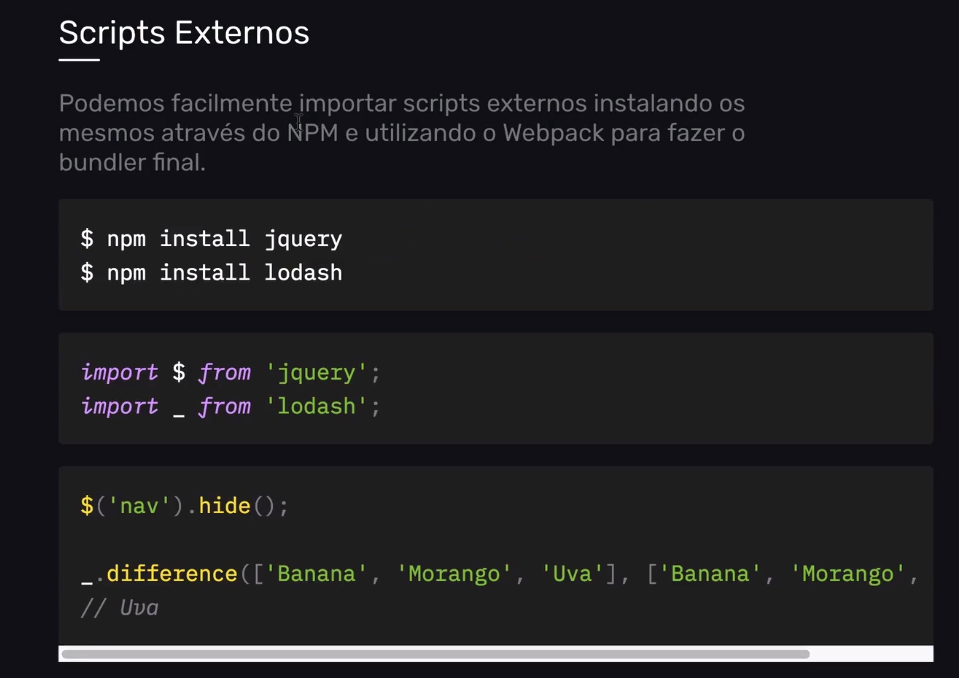 Scripts Externos
Podemos facilmente importar scripts externos instalando os
mesmos através do NPM e utilizando o Webpack para fazer o
bundler final.
$ npm install jquery
$ npm install lodash
import $ from 'jquery';
import _ from 'lodash';
$('nav').hide();
_.difference(['Banana', 'Morango', 'Uva'], ['Banana', 'Morango',
// Uva